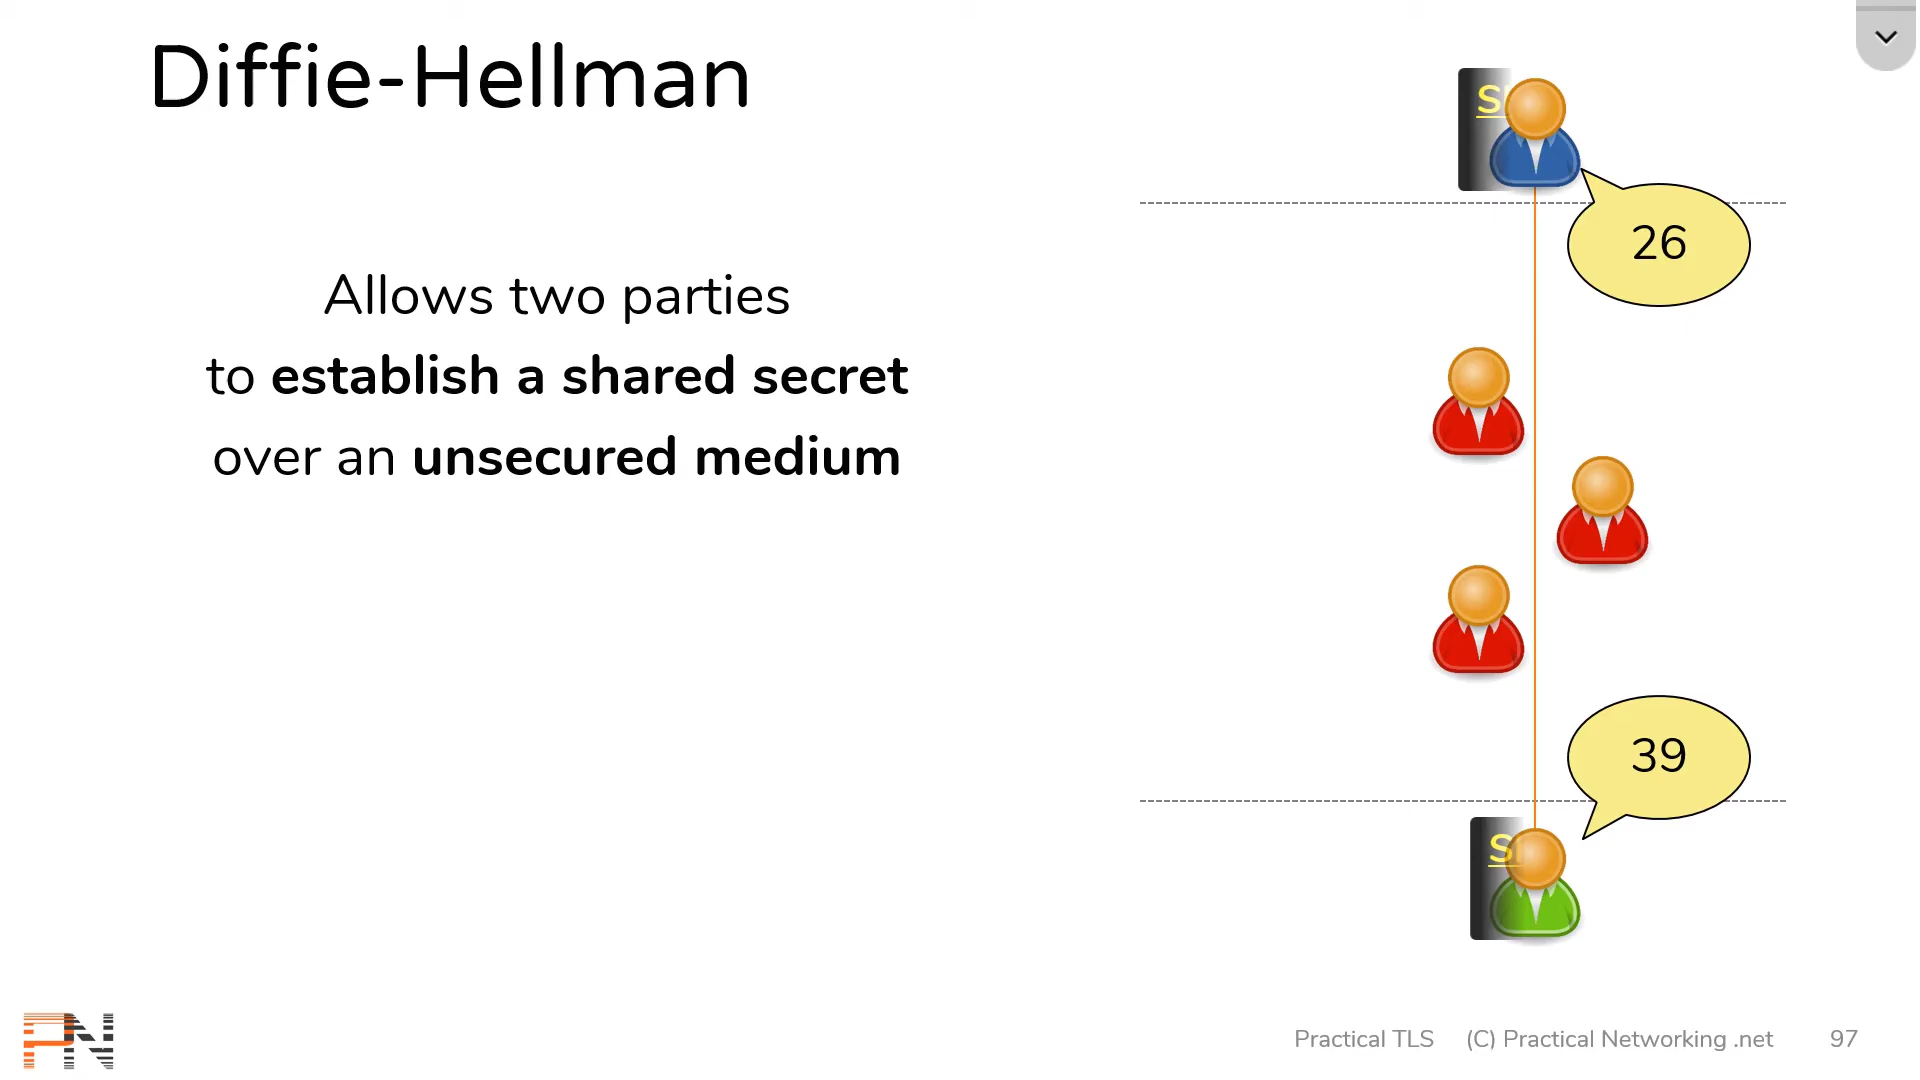 Diffie-Hellman
Allows two parties
to establish a shared secret
over an unsecured medium
26
39
PN
Practical TLS (C) Practical Networking .net 97